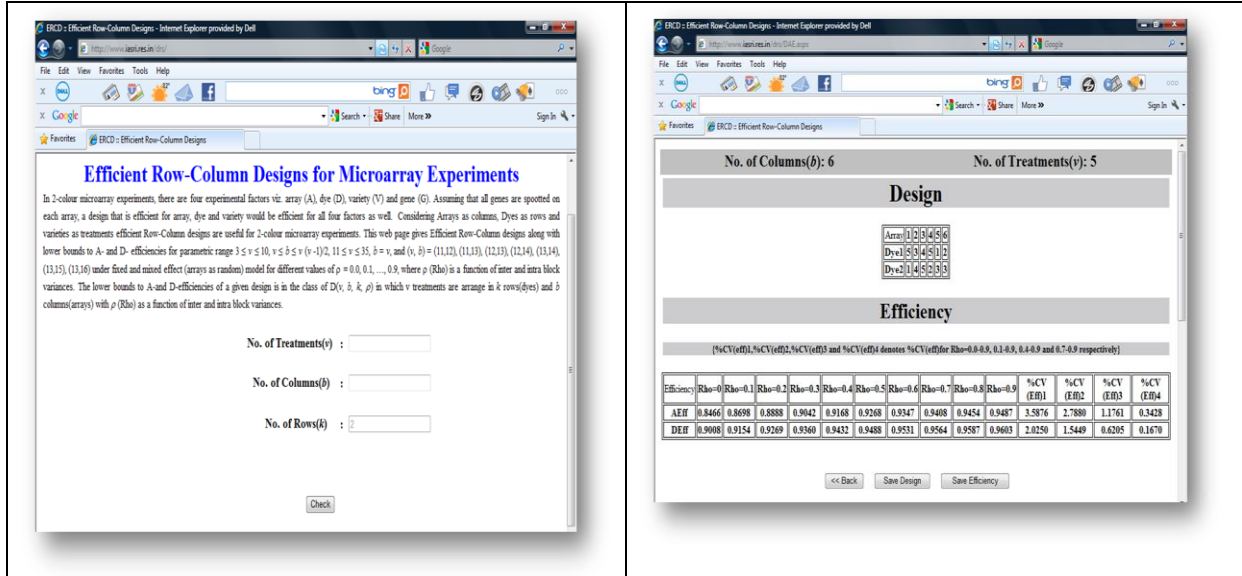 ERCD :: Efficient Row-Column Designs - Internet Explorer provided by Dell
http://www.iasri.res.in/drs/
Google
File Edit View Favorites Tools Help
x DELL 82° bing
x Google Search Share More » Sign In
Favorites ERCD :: Efficient Row-Column Designs
Efficient Row-Column Designs for Microarray Experiments
In 2-colour microarray experiments, there are four experimental factors viz. array (A), dye (D), variety (V) and gene (G). Assuming that all genes are spotted on
each array, a design that is efficient for array, dye and variety would be efficient for all four factors as well. Considering Arrays as columns, Dyes as rows and
varieties as treatments efficient Row-Column designs are useful for 2-colour microarray experiments. This web page gives Efficient Row-Column designs along with
lower bounds to A- and D- efficiencies for parametric range 3 ≤ v ≤ 10, v ≤ b ≤ v (v -1)/2, 11 ≤ v ≤ 35, b = v, and (v, b) = (11,12), (11,13), (12,13), (12,14), (13,14),
(13,15), (13,16) under fixed and mixed effect (arrays as random) model for different values of ρ = 0.0, 0.1, ...., 0.9, where ρ (Rho) is a function of inter and intra block
variances. The lower bounds to A-and D-efficiencies of a given design is in the class of D(v, b, k, ρ) in which v treatments are arrange in k rows(dyes) and b
columns(arrays) with ρ (Rho) as a function of inter and intra block variances.
No. of Treatments(v) :
No. of Columns(b) :
No. of Rows(k) : 2
Check
ERCD :: Efficient Row-Column Designs - Internet Explorer provided by Dell
http://www.iasri.res.in/drs/DAE.aspx
Google
File Edit View Favorites Tools Help
x DELL 82° bing
x Google Search Share More » Sign In
Favorites ERCD :: Efficient Row-Column Designs
No. of Columns(b): 6 No. of Treatments(v): 5
Design
Array 1 2 3 4 5 6
Dye1 5 3 4 5 1 2
Dye2 1 4 5 2 3 3
Efficiency
{%CV(eff)1,%CV(eff)2,%CV(eff)3 and %CV(eff)4 denotes %CV(eff)for Rho=0.0-0.9, 0.1-0.9, 0.4-0.9 and 0.7-0.9 respectively}
Efficiency Rho=0 Rho=0.1 Rho=0.2 Rho=0.3 Rho=0.4 Rho=0.5 Rho=0.6 Rho=0.7 Rho=0.8 Rho=0.9 %CV (Eff)1 %CV (Eff)2 %CV (Eff)3 %CV (Eff)4
AEff 0.8466 0.8698 0.8888 0.9042 0.9168 0.9268 0.9347 0.9408 0.9454 0.9487 3.5876 2.7880 1.1761 0.3428
DEff 0.9008 0.9154 0.9269 0.9360 0.9432 0.9488 0.9531 0.9564 0.9587 0.9603 2.0250 1.5449 0.6205 0.1670
<< Back Save Design Save Efficiency